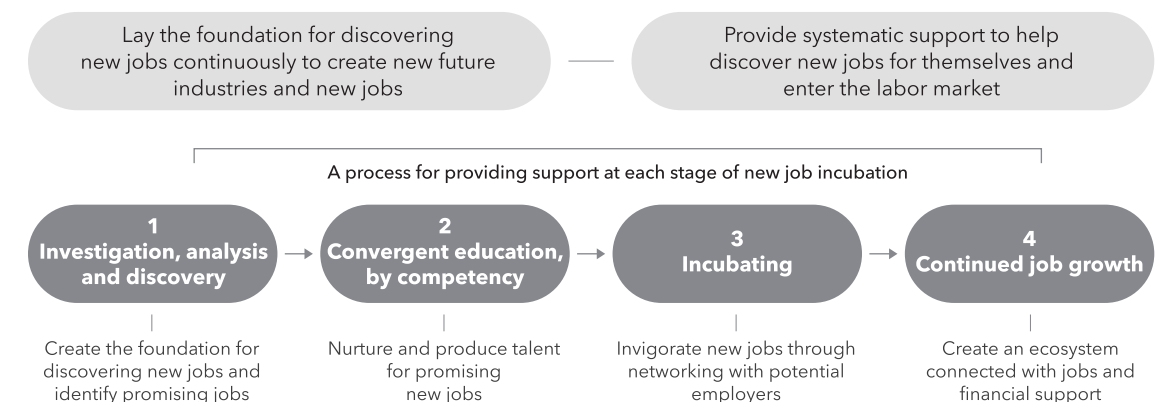 Lay the foundation for discovering
new jobs continuously to create new future
industries and new jobs
Provide systematic support to help
discover new jobs for themselves and
enter the labor market
A process for providing support at each stage of new job incubation
1
Investigation, analysis
and discovery
2
Convergent education,
by competency
3
Incubating
4
Continued job growth
Create the foundation for
discovering new jobs and
identify promising jobs
Nurture and produce talent
for promising
new jobs
Invigorate new jobs through
networking with potential
employers
Create an ecosystem
connected with jobs and
financial support